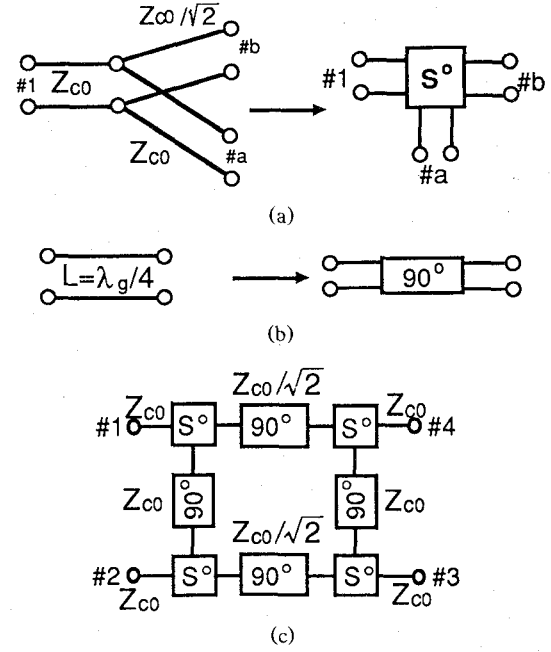 Zc0/√2
#b
#1 Zc0
Zc0
#a
#1
S°
#b
#a
(a)
L=λg/4
90°
(b)
Zc0/√2
Zc0
Zc0
#1
S°
90°
S°
#4
Zc0
90°
90°
Zc0
Zc0/√2
#2
S°
90°
S°
#3
Zc0
Zc0
(c)